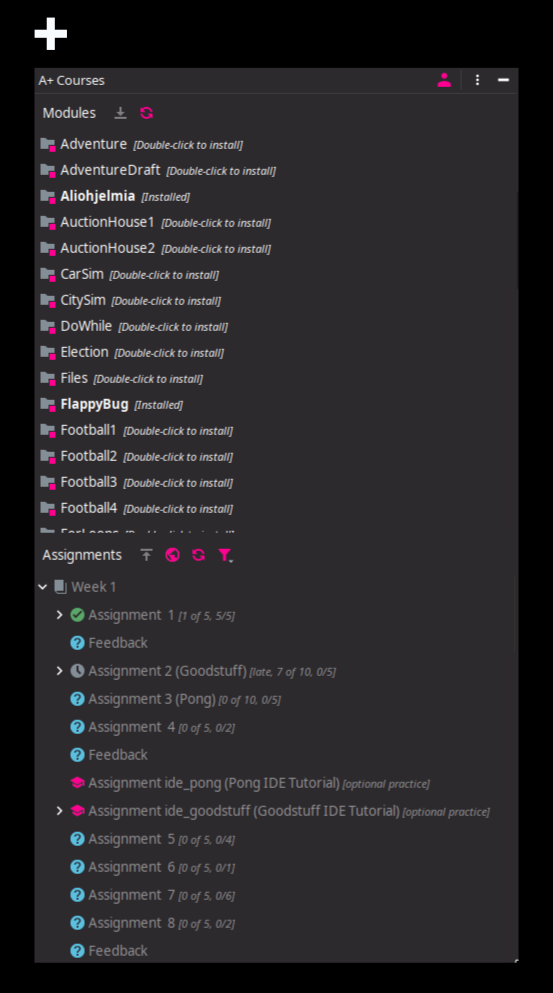 A+ Courses
Modules
Adventure [Double-click to install]
AdventureDraft [Double-click to install]
Aliohjelmia [Installed]
AuctionHouse1 [Double-click to install]
AuctionHouse2 [Double-click to install]
CarSim [Double-click to install]
CitySim [Double-click to install]
DoWhile [Double-click to install]
Election [Double-click to install]
Files [Double-click to install]
FlappyBug [Installed]
Football1 [Double-click to install]
Football2 [Double-click to install]
Football3 [Double-click to install]
Football4 [Double-click to install]
ForLoops [Double-click to install]
Assignments
Week 1
Assignment 1 [1 of 5, 5/5]
Feedback
Assignment 2 (Goodstuff) [late, 7 of 10, 0/5]
Assignment 3 (Pong) [0 of 10, 0/5]
Assignment 4 [0 of 5, 0/2]
Feedback
Assignment ide_pong (Pong IDE Tutorial) [optional practice]
Assignment ide_goodstuff (Goodstuff IDE Tutorial) [optional practice]
Assignment 5 [0 of 5, 0/4]
Assignment 6 [0 of 5, 0/1]
Assignment 7 [0 of 5, 0/6]
Assignment 8 [0 of 5, 0/2]
Feedback